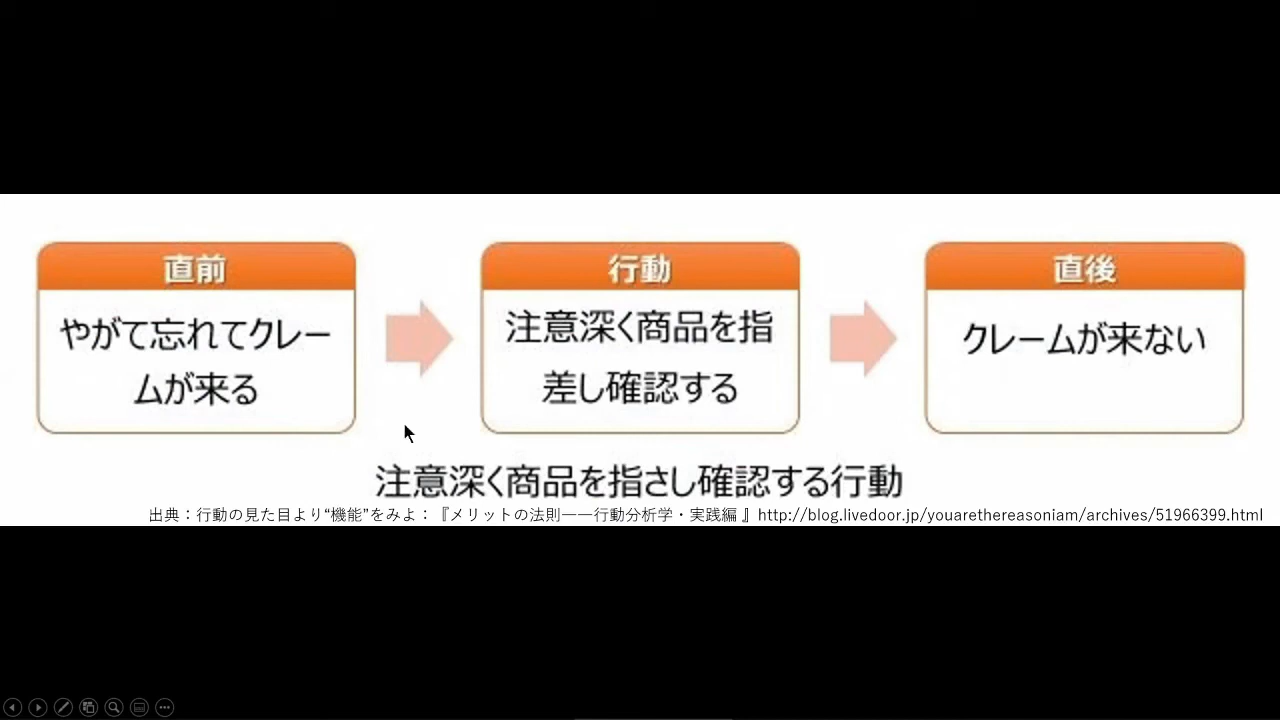 直前
やがて忘れてクレー
ムが来る
行動
注意深く商品を指
差し確認する
直後
クレームが来ない
注意深く商品を指さし確認する行動
出典：行動の見た目より“機能”をみよ：『メリットの法則――行動分析学・実践編 』http://blog.livedoor.jp/youarethereasoniam/archives/51966399.html